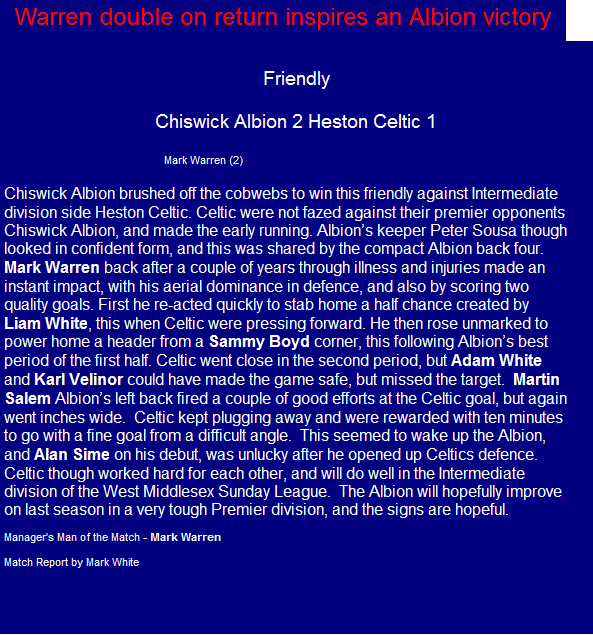 Warren double on return inspires an Albion victory
Friendly
Chiswick Albion 2 Heston Celtic 1
Mark Warren (2)
Chiswick Albion brushed off the cobwebs to win this friendly against Intermediate
division side Heston Celtic. Celtic were not fazed against their premier opponents
Chiswick Albion, and made the early running. Albion’s keeper Peter Sousa though
looked in confident form, and this was shared by the compact Albion back four.
Mark Warren back after a couple of years through illness and injuries made an
instant impact, with his aerial dominance in defence, and also by scoring two
quality goals. First he re-acted quickly to stab home a half chance created by
Liam White, this when Celtic were pressing forward. He then rose unmarked to
power home a header from a Sammy Boyd corner, this following Albion’s best
period of the first half. Celtic went close in the second period, but Adam White
and Karl Velinor could have made the game safe, but missed the target.  Martin
Salem Albion’s left back fired a couple of good efforts at the Celtic goal, but again
went inches wide.  Celtic kept plugging away and were rewarded with ten minutes
to go with a fine goal from a difficult angle.  This seemed to wake up the Albion,
and Alan Sime on his debut, was unlucky after he opened up Celtics defence.
Celtic though worked hard for each other, and will do well in the Intermediate
division of the West Middlesex Sunday League.  The Albion will hopefully improve
on last season in a very tough Premier division, and the signs are hopeful.
Manager's Man of the Match - Mark Warren
Match Report by Mark White